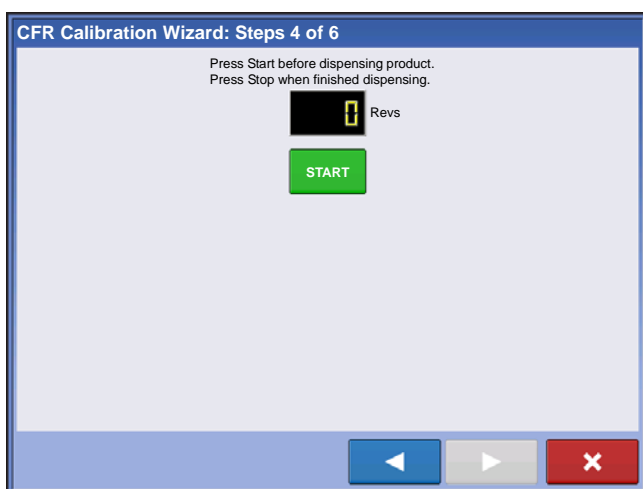 CFR Calibration Wizard: Steps 4 of 6
Press Start before dispensing product.
Press Stop when finished dispensing.
0 Revs
START